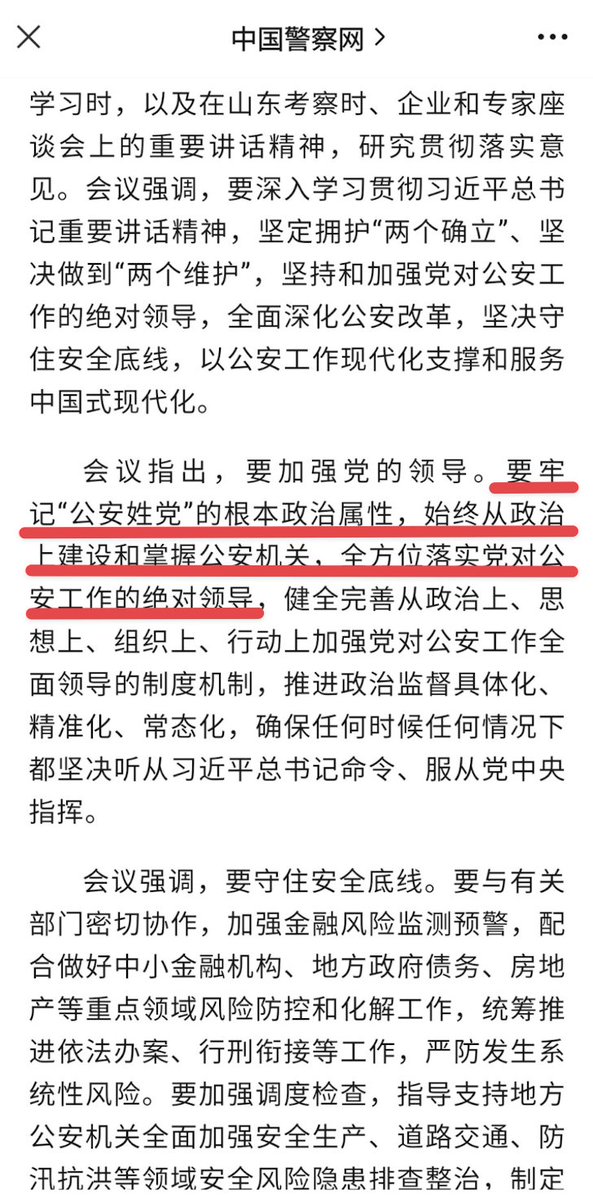 中国警察网
学习时，以及在山东考察时、企业和专家座
谈会上的重要讲话精神，研究贯彻落实意
见。会议强调，要深入学习贯彻习近平总书
记重要讲话精神，坚定拥护“两个确立”、坚
决做到“两个维护”，坚持和加强党对公安工
作的绝对领导，全面深化公安改革，坚决守
住安全底线，以公安工作现代化支撑和服务
中国式现代化。
会议指出，要加强党的领导。要牢
记“公安姓党”的根本政治属性，始终从政治
上建设和掌握公安机关，全方位落实党对公
安工作的绝对领导，健全完善从政治上、思
想上、组织上、行动上加强党对公安工作全
面领导的制度机制，推进政治监督具体化、
精准化、常态化，确保任何时候任何情况下
都坚决听从习近平总书记命令、服从党中央
指挥。
会议强调，要守住安全底线。要与有关
部门密切协作，加强金融风险监测预警，配
合做好中小金融机构、地方政府债务、房地
产等重点领域风险防控和化解工作，统筹推
进依法办案、行刑衔接等工作，严防发生系
统性风险。要加强调度检查，指导支持地方
公安机关全面加强安全生产、道路交通、防
汛抗洪等领域安全风险隐患排查整治，制定